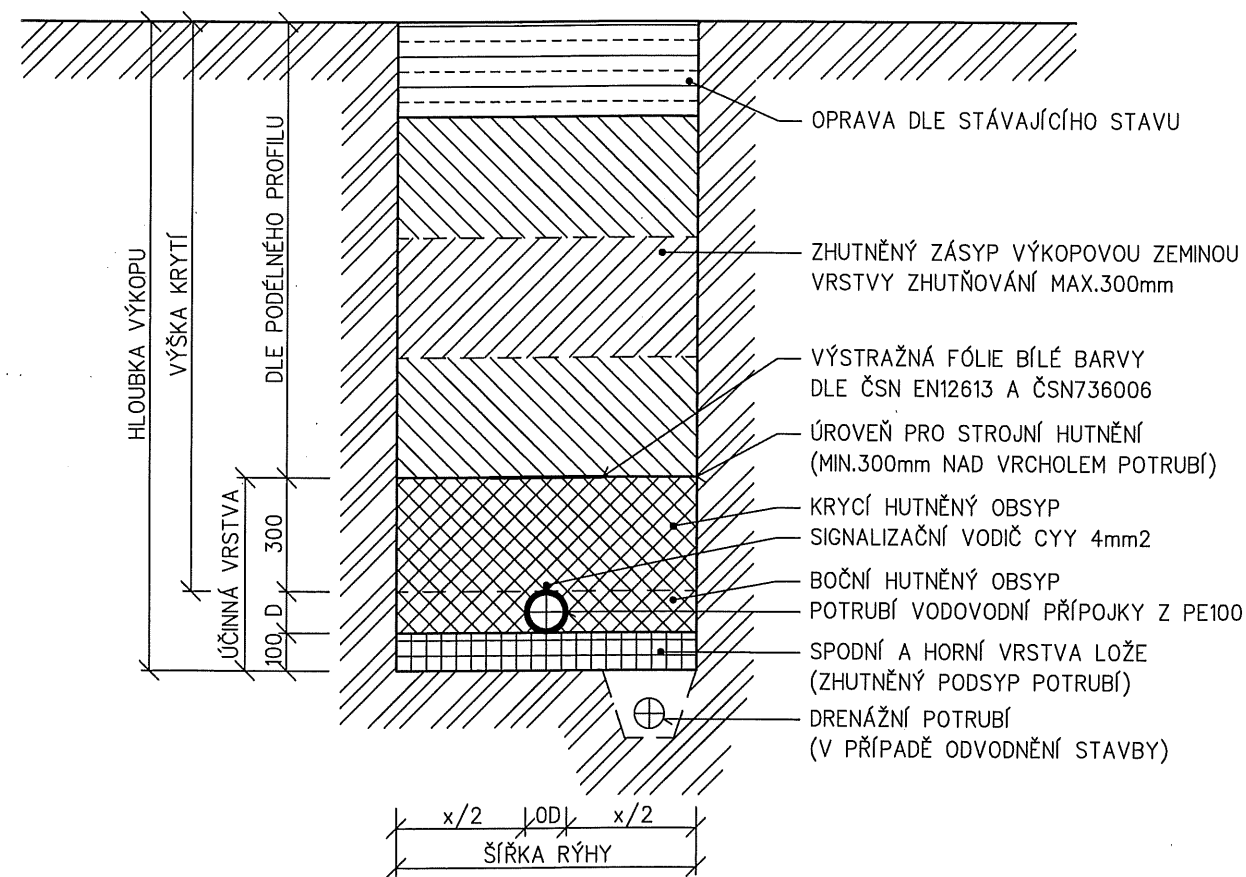 OPRAVA DLE STÁVAJÍCÍHO STAVU
ZHUTNĚNÝ ZÁSYP VÝKOPOVOU ZEMINOU
VRSTVY ZHUTŇOVÁNÍ MAX.300mm
VÝSTRAŽNÁ FÓLIE BÍLÉ BARVY
DLE ČSN EN12613 A ČSN736006
ÚROVEŇ PRO STROJNÍ HUTNĚNÍ
(MIN.300mm NAD VRCHOLEM POTRUBÍ)
KRYCÍ HUTNĚNÝ OBSYP
SIGNALIZAČNÍ VODIČ CYY 4mm2
BOČNÍ HUTNĚNÝ OBSYP
POTRUBÍ VODOVODNÍ PŘÍPOJKY Z PE100
SPODNÍ A HORNÍ VRSTVA LOŽE
(ZHUTNĚNÝ PODSYP POTRUBÍ)
DRENÁŽNÍ POTRUBÍ
(V PŘÍPADĚ ODVODNĚNÍ STAVBY)
HLOUBKA VÝKOPU
VÝŠKA KRYTÍ
DLE PODÉLNÉHO PROFILU
ÚČINNÁ VRSTVA
300
D
100
x/2
OD
x/2
ŠÍŘKA RÝHY